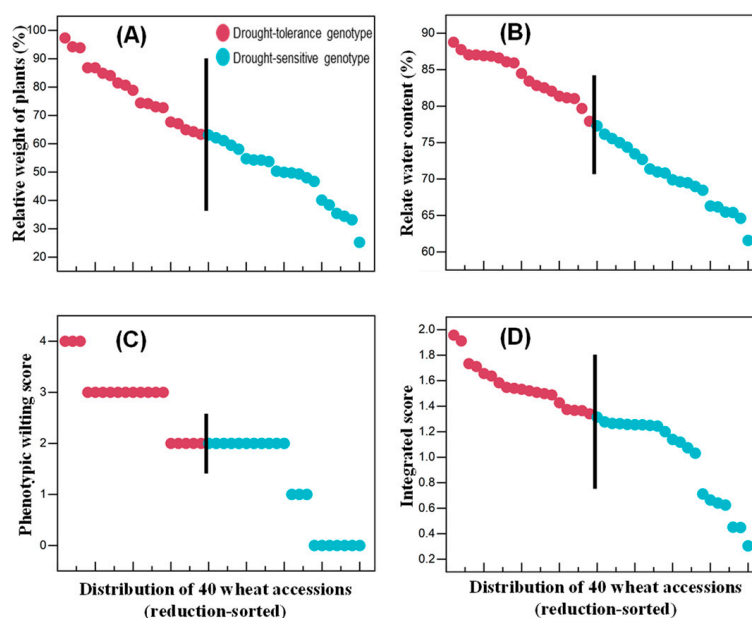 (A)
Drought-tolerance genotype
Drought-sensitive genotype
Relative weight of plants (%)
100
90
80
70
60
50
40
30
20
(B)
Relate water content (%)
90
85
80
75
70
65
60
(C)
Phenotypic wilting score
4
3
2
1
0
Distribution of 40 wheat accessions
(reduction-sorted)
(D)
Integrated score
2.0
1.8
1.6
1.4
1.2
1.0
0.8
0.6
0.4
0.2
Distribution of 40 wheat accessions
(reduction-sorted)